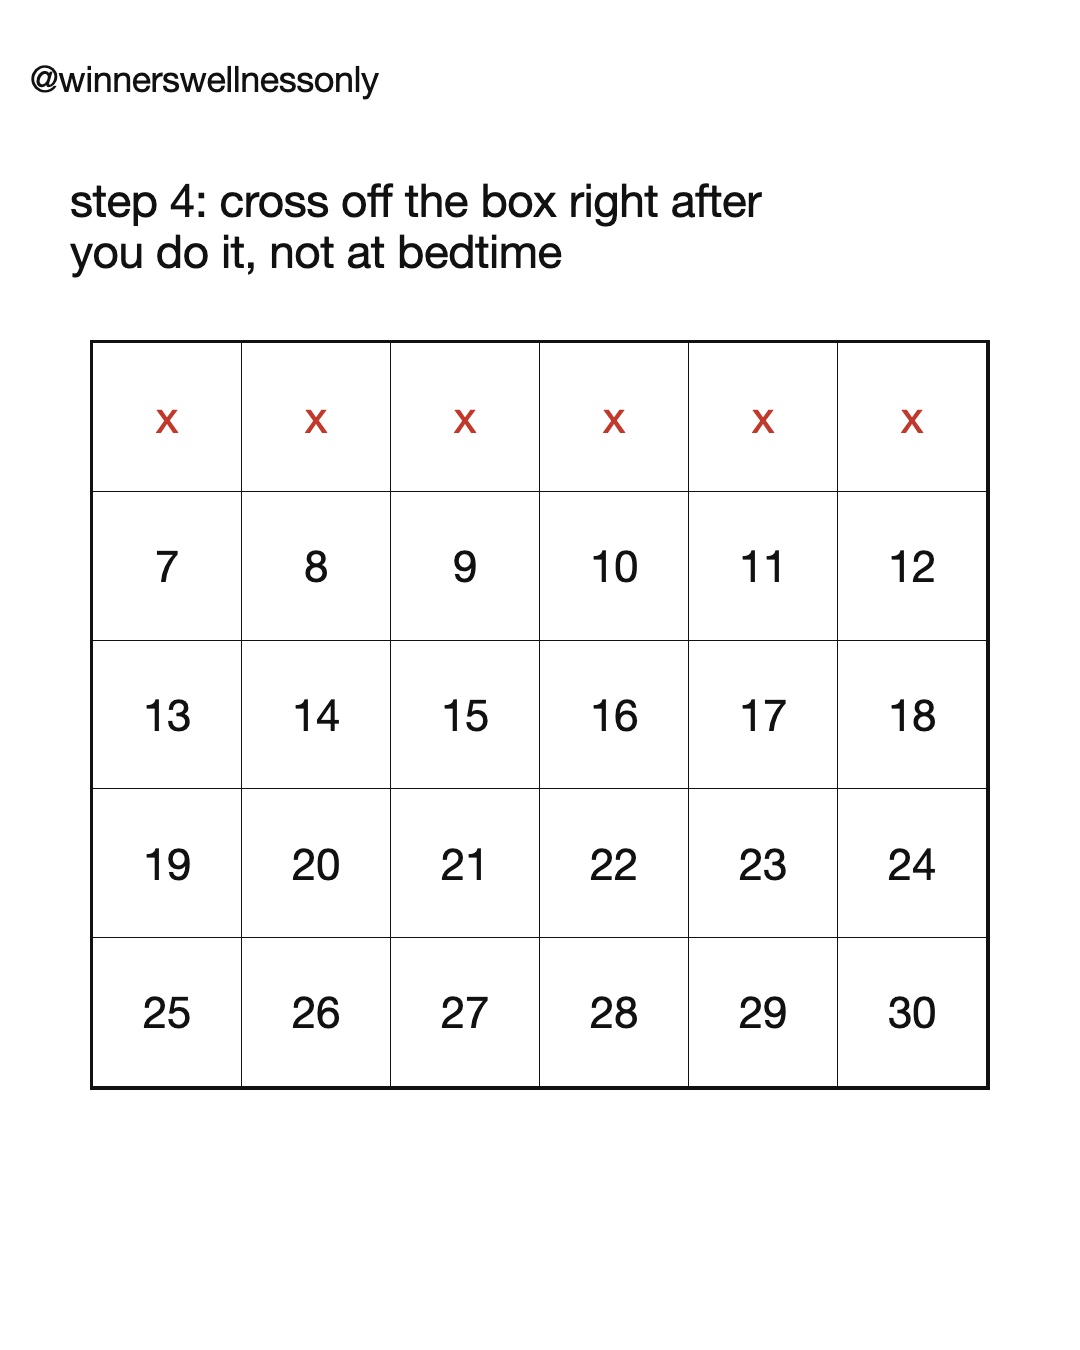 @winnerswellnessonly
step 4: cross off the box right after
you do it, not at bedtime
x x x x x x
7 8 9 10 11 12
13 14 15 16 17 18
19 20 21 22 23 24
25 26 27 28 29 30